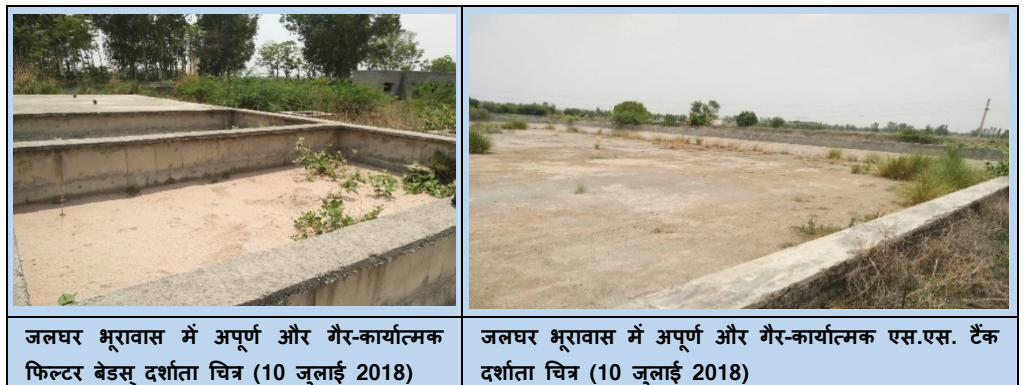 जलघर भूरावास में अपूर्ण और गैर-कार्यात्मक
फिल्टर बेडस् दर्शाता चित्र (10 जुलाई 2018)
जलघर भूरावास में अपूर्ण और गैर-कार्यात्मक एस.एस. टैंक
दर्शाता चित्र (10 जुलाई 2018)